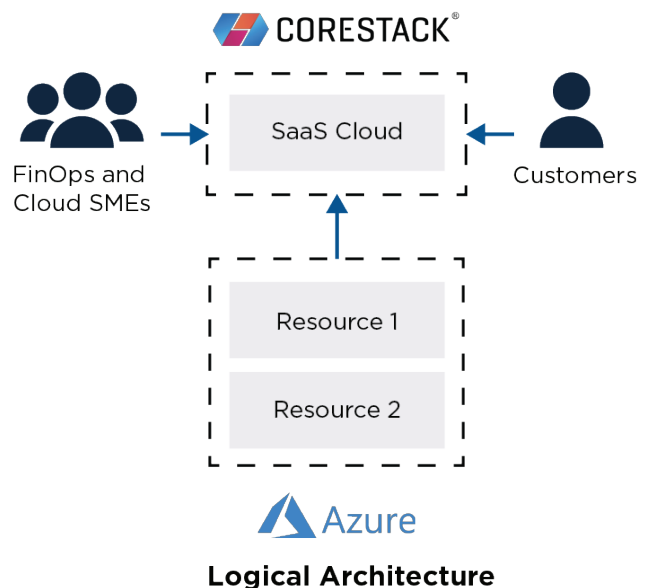 CORESTACK®
SaaS Cloud
FinOps and
Cloud SMEs
Customers
Resource 1
Resource 2
Azure
Logical Architecture